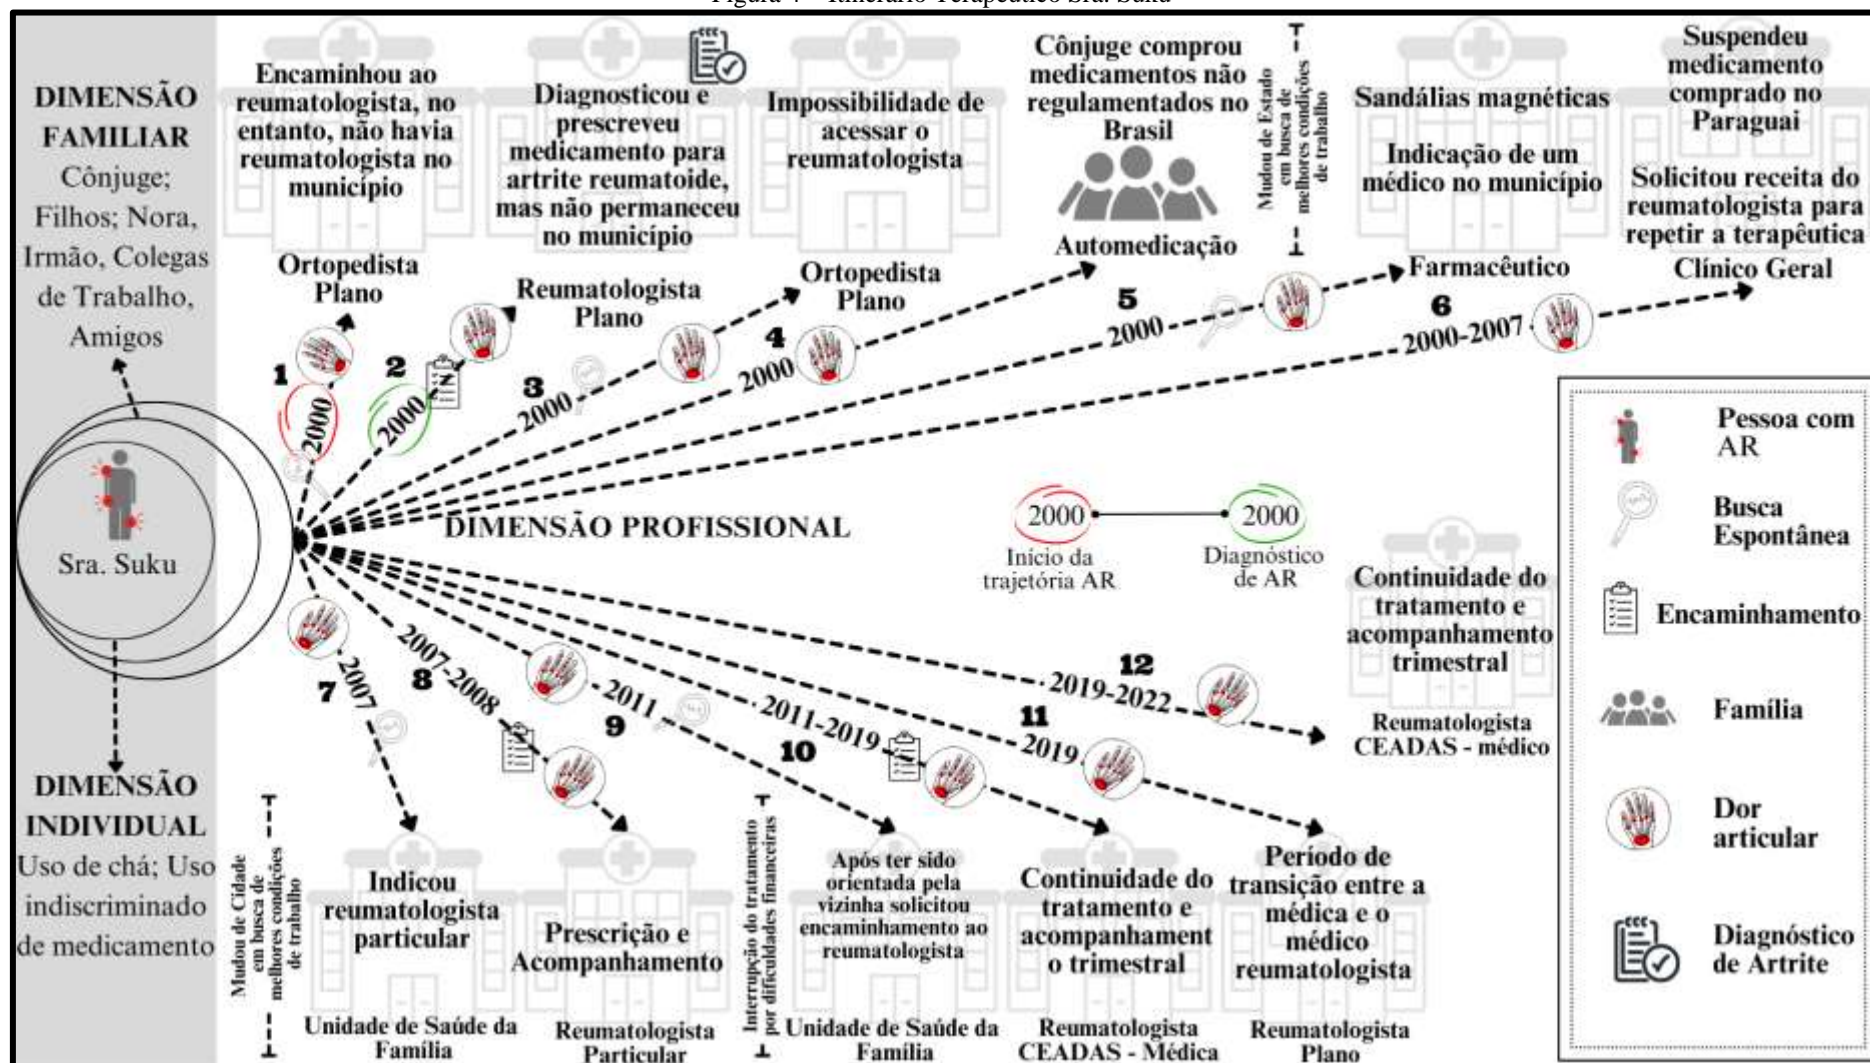 DIMENSÃO
FAMILIAR
Cônjuge;
Filhos; Nora,
Irmão, Colegas
de Trabalho,
Amigos
Sra. Suku
DIMENSÃO
INDIVIDUAL
Uso de chá; Uso
indiscriminado
de medicamento
Encaminhou ao
reumatologista, no
entanto, não havia
reumatologista no
município
Ortopedista
Plano
1
2000
Diagnosticou e
prescreveu
medicamento para
artrite reumatoide,
mas não permaneceu
no município
Reumatologista
Plano
2
2000
Impossibilidade de
acessar o
reumatologista
Ortopedista
Plano
3
2000
Cônjuge comprou
medicamentos não
regulamentados no
Brasil
Automedicação
4
2000
Mudou de Estado
em busca de
melhores condições
de trabalho
Sandálias magnéticas
Indicação de um
médico no município
Farmacêutico
5
2000
Suspendeu
medicamento
comprado no
Paraguai
Solicitou receita do
reumatologista para
repetir a terapêutica
Clínico Geral
6
2000-2007
DIMENSÃO PROFISSIONAL
2000
Início da
trajetória AR
2000
Diagnóstico
de AR
7
2007
Mudou de Cidade
em busca de
melhores condições
de trabalho
Indicou
reumatologista
particular
Unidade de Saúde da
Família
8
2007-2008
Prescrição e
Acompanhamento
Reumatologista
Particular
9
2011
Interrupção do tratamento
por dificuldades financeiras
Após ter sido
orientada pela
vizinha solicitou
encaminhamento ao
reumatologista
Unidade de Saúde da
Família
10
2011-2019
Continuidade do
tratamento e
acompanhament
o trimestral
Reumatologista
CEADAS - Médica
11
2019
Período de
transição entre a
médica e o
médico
reumatologista
Reumatologista
Plano
12
2019-2022
Continuidade do
tratamento e
acompanhamento
trimestral
Reumatologista
CEADAS - médico
Pessoa com
AR
Busca
Espontânea
Encaminhamento
Família
Dor
articular
Diagnóstico
de Artrite